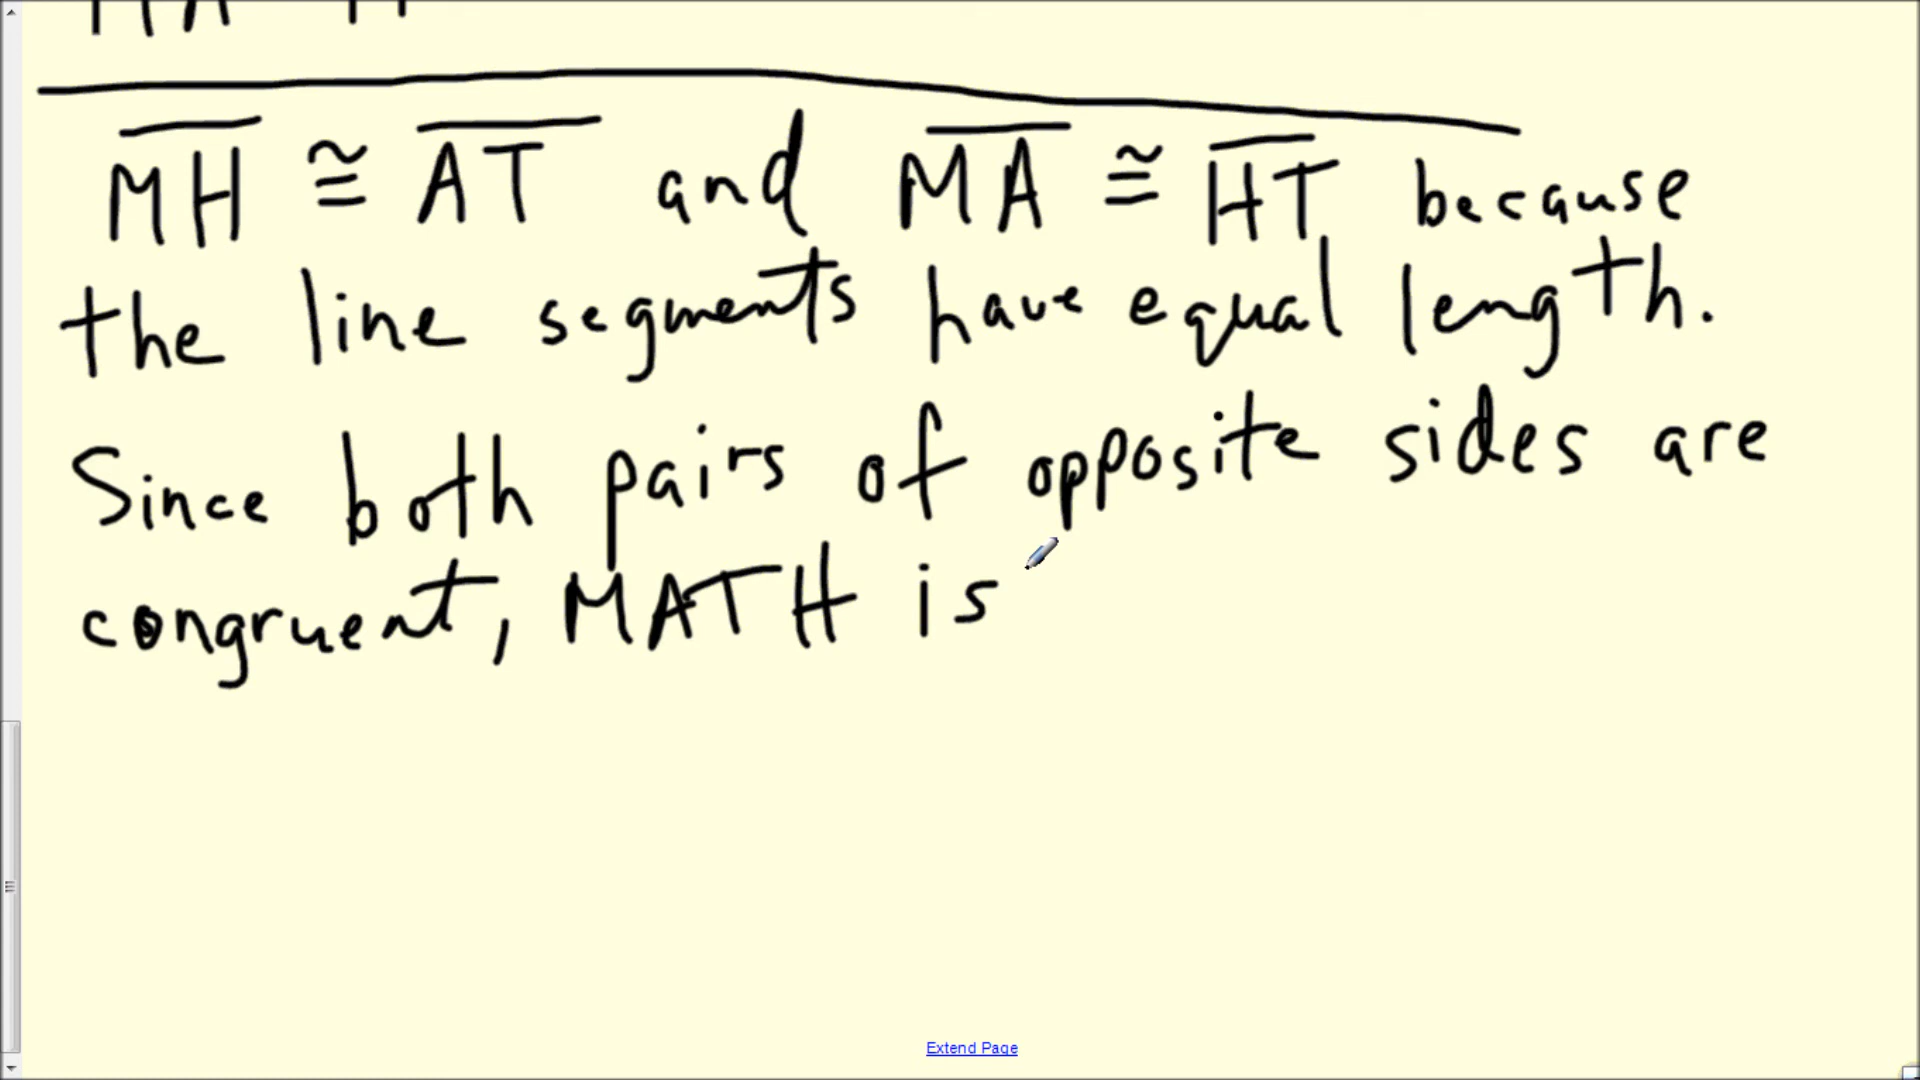 MH ≅ AT and MA ≅ HT because
the line segments have equal length.
Since both pairs of opposite sides are
congruent, MATH is
Extend Page